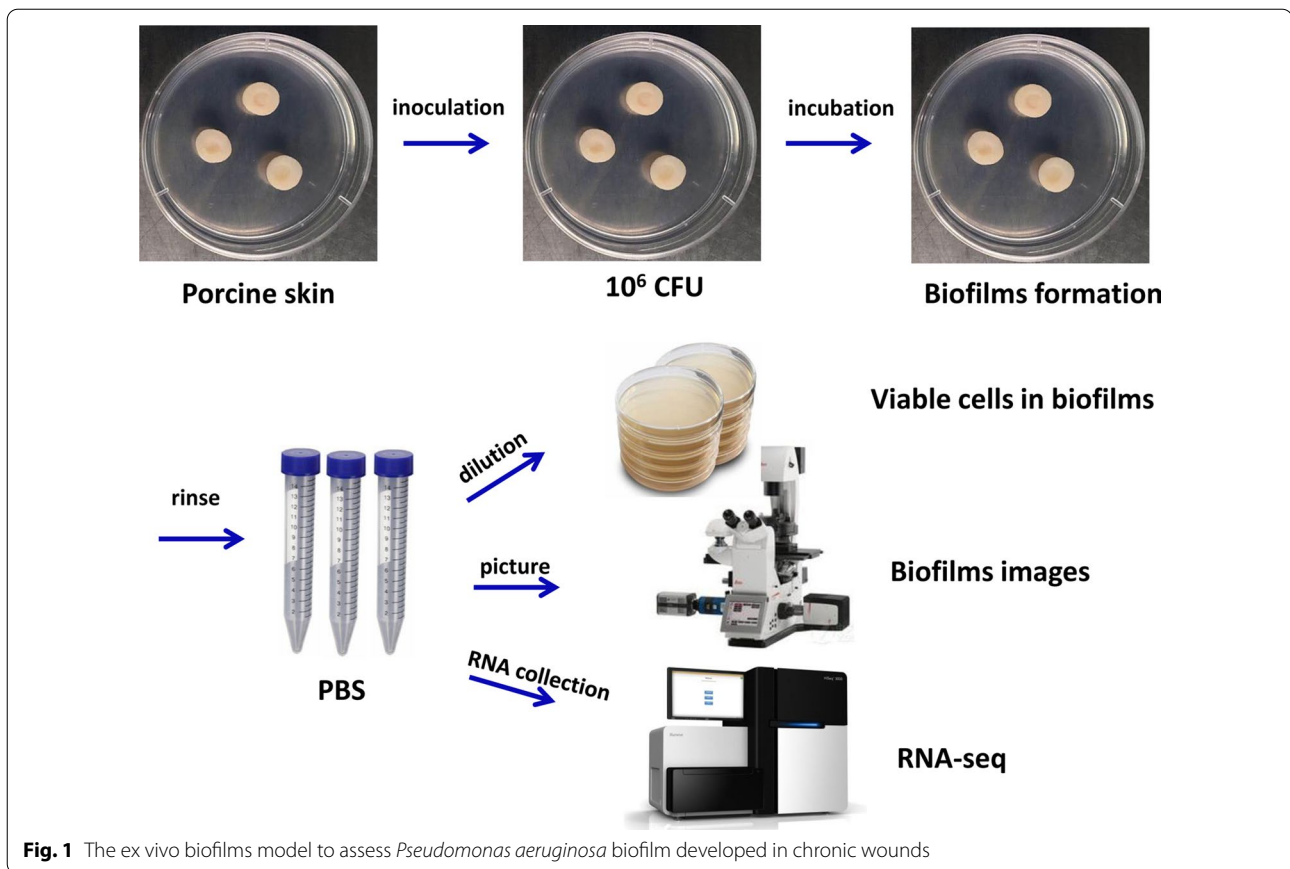 inoculation
incubation
Porcine skin
10⁶ CFU
Biofilms formation
Viable cells in biofilms
dilution
rinse
picture
Biofilms images
RNA collection
PBS
RNA-seq
Fig. 1 The ex vivo biofilms model to assess Pseudomonas aeruginosa biofilm developed in chronic wounds